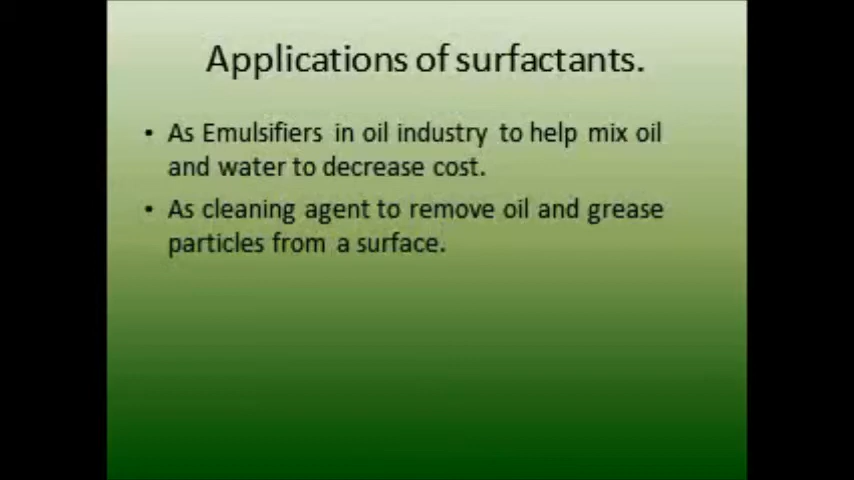 Applications of surfactants.
• As Emulsifiers in oil industry to help mix oil
and water to decrease cost.
• As cleaning agent to remove oil and grease
particles from a surface.